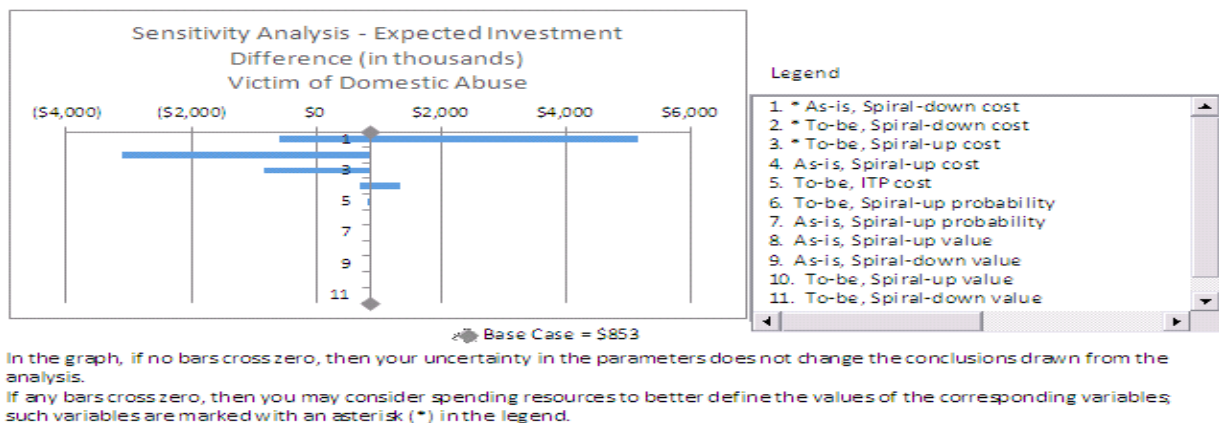 Sensitivity Analysis - Expected Investment
Difference (in thousands)
Victim of Domestic Abuse
($4,000) ($2,000) $0 $2,000 $4,000 $6,000
1
3
5
7
9
11
Base Case = $853
Legend
1. * As-is, Spiral-down cost
2. * To-be, Spiral-down cost
3. * To-be, Spiral-up cost
4. As-is, Spiral-up cost
5. To-be, ITP cost
6. To-be, Spiral-up probability
7. As-is, Spiral-up probability
8. As-is, Spiral-up value
9. As-is, Spiral-down value
10. To-be, Spiral-up value
11. To-be, Spiral-down value
In the graph, if no bars cross zero, then your uncertainty in the parameters does not change the conclusions drawn from the
analysis.
If any bars cross zero, then you may consider spending resources to better define the values of the corresponding variables;
such variables are marked with an asterisk (*) in the legend.